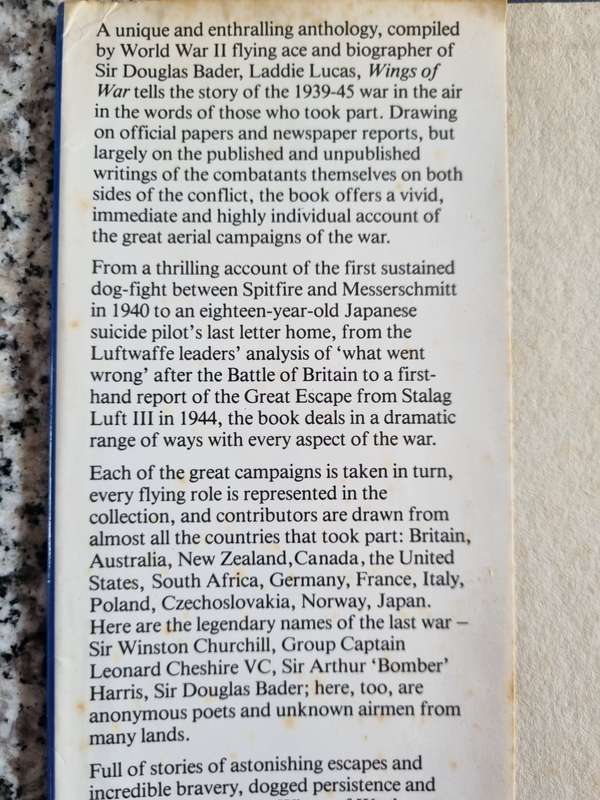 A unique and enthralling anthology, compiled
by World War II flying ace and biographer of
Sir Douglas Bader, Laddie Lucas, Wings of
War tells the story of the 1939-45 war in the air
in the words of those who took part. Drawing
on official papers and newspaper reports, but
largely on the published and unpublished
writings of the combatants themselves on both
sides of the conflict, the book offers a vivid,
immediate and highly individual account of
the great aerial campaigns of the war.
From a thrilling account of the first sustained
dog-fight between Spitfire and Messerschmitt
in 1940 to an eighteen-year-old Japanese
suicide pilot's last letter home, from the
Luftwaffe leaders' analysis of 'what went
wrong' after the Battle of Britain to a first-
hand report of the Great Escape from Stalag
Luft III in 1944, the book deals in a dramatic
range of ways with every aspect of the war.
Each of the great campaigns is taken in turn,
every flying role is represented in the
collection, and contributors are drawn from
almost all the countries that took part: Britain,
Australia, New Zealand,Canada, the United
States, South Africa, Germany, France, Italy,
Poland, Czechoslovakia, Norway, Japan.
Here are the legendary names of the last war –
Sir Winston Churchill, Group Captain
Leonard Cheshire VC, Sir Arthur 'Bomber'
Harris, Sir Douglas Bader; here, too, are
anonymous poets and unknown airmen from
many lands.
Full of stories of astonishing escapes and
incredible bravery, dogged persistence and